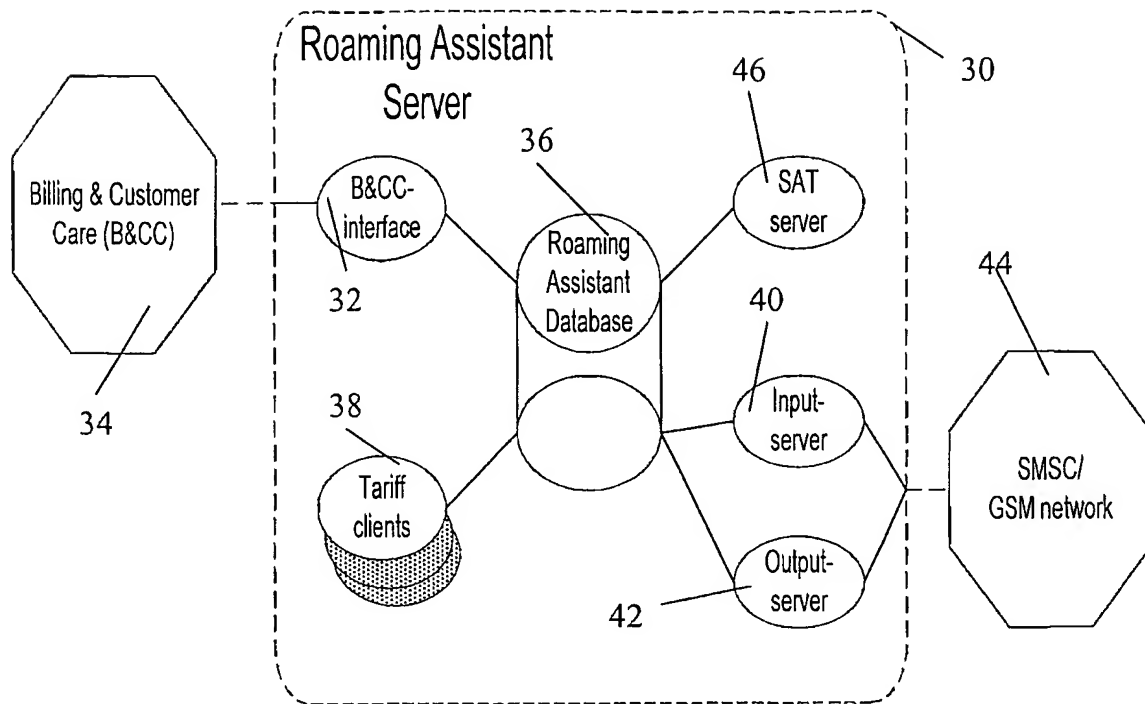 Roaming Assistant
Server
30
46
36
SAT
server
Billing & Customer
Care (B&CC)
B&CC-
interface
Roaming
Assistant
Database
32
44
40
34
38
Input-
server
Tariff
clients
SMSC/
GSM network
Output-
server
42